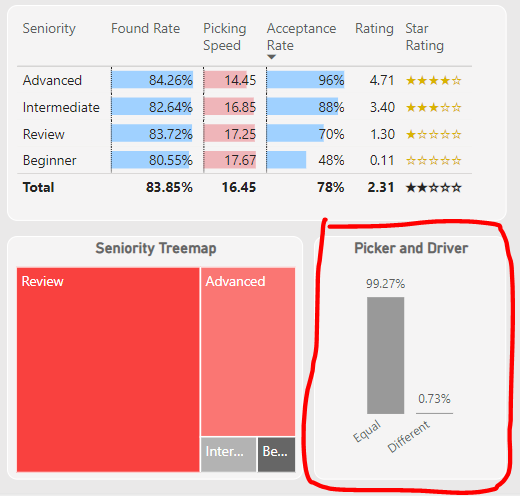 Seniority Found Rate Picking Speed Acceptance Rate Rating Star Rating
Advanced 84.26% 14.45 96% 4.71 ★★★★☆
Intermediate 82.64% 16.85 88% 3.40 ★★★☆☆
Review 83.72% 17.25 70% 1.30 ★☆☆☆☆
Beginner 80.55% 17.67 48% 0.11 ☆☆☆☆☆
Total 83.85% 16.45 78% 2.31 ★★☆☆☆
Seniority Treemap
Review
Advanced
Inter...
Be...
Picker and Driver
99.27%
0.73%
Equal
Different